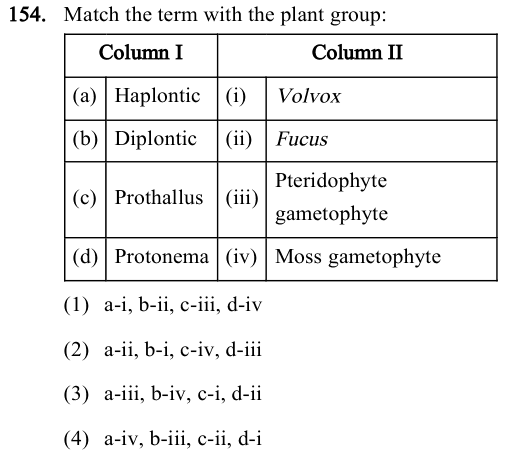 154. Match the term with the plant group:
Column I Column II
(a) Haplontic (i) Volvox
(b) Diplontic (ii) Fucus
(c) Prothallus (iii) Pteridophyte
gametophyte
(d) Protonema (iv) Moss gametophyte
(1) a-i, b-ii, c-iii, d-iv
(2) a-ii, b-i, c-iv, d-iii
(3) a-iii, b-iv, c-i, d-ii
(4) a-iv, b-iii, c-ii, d-i